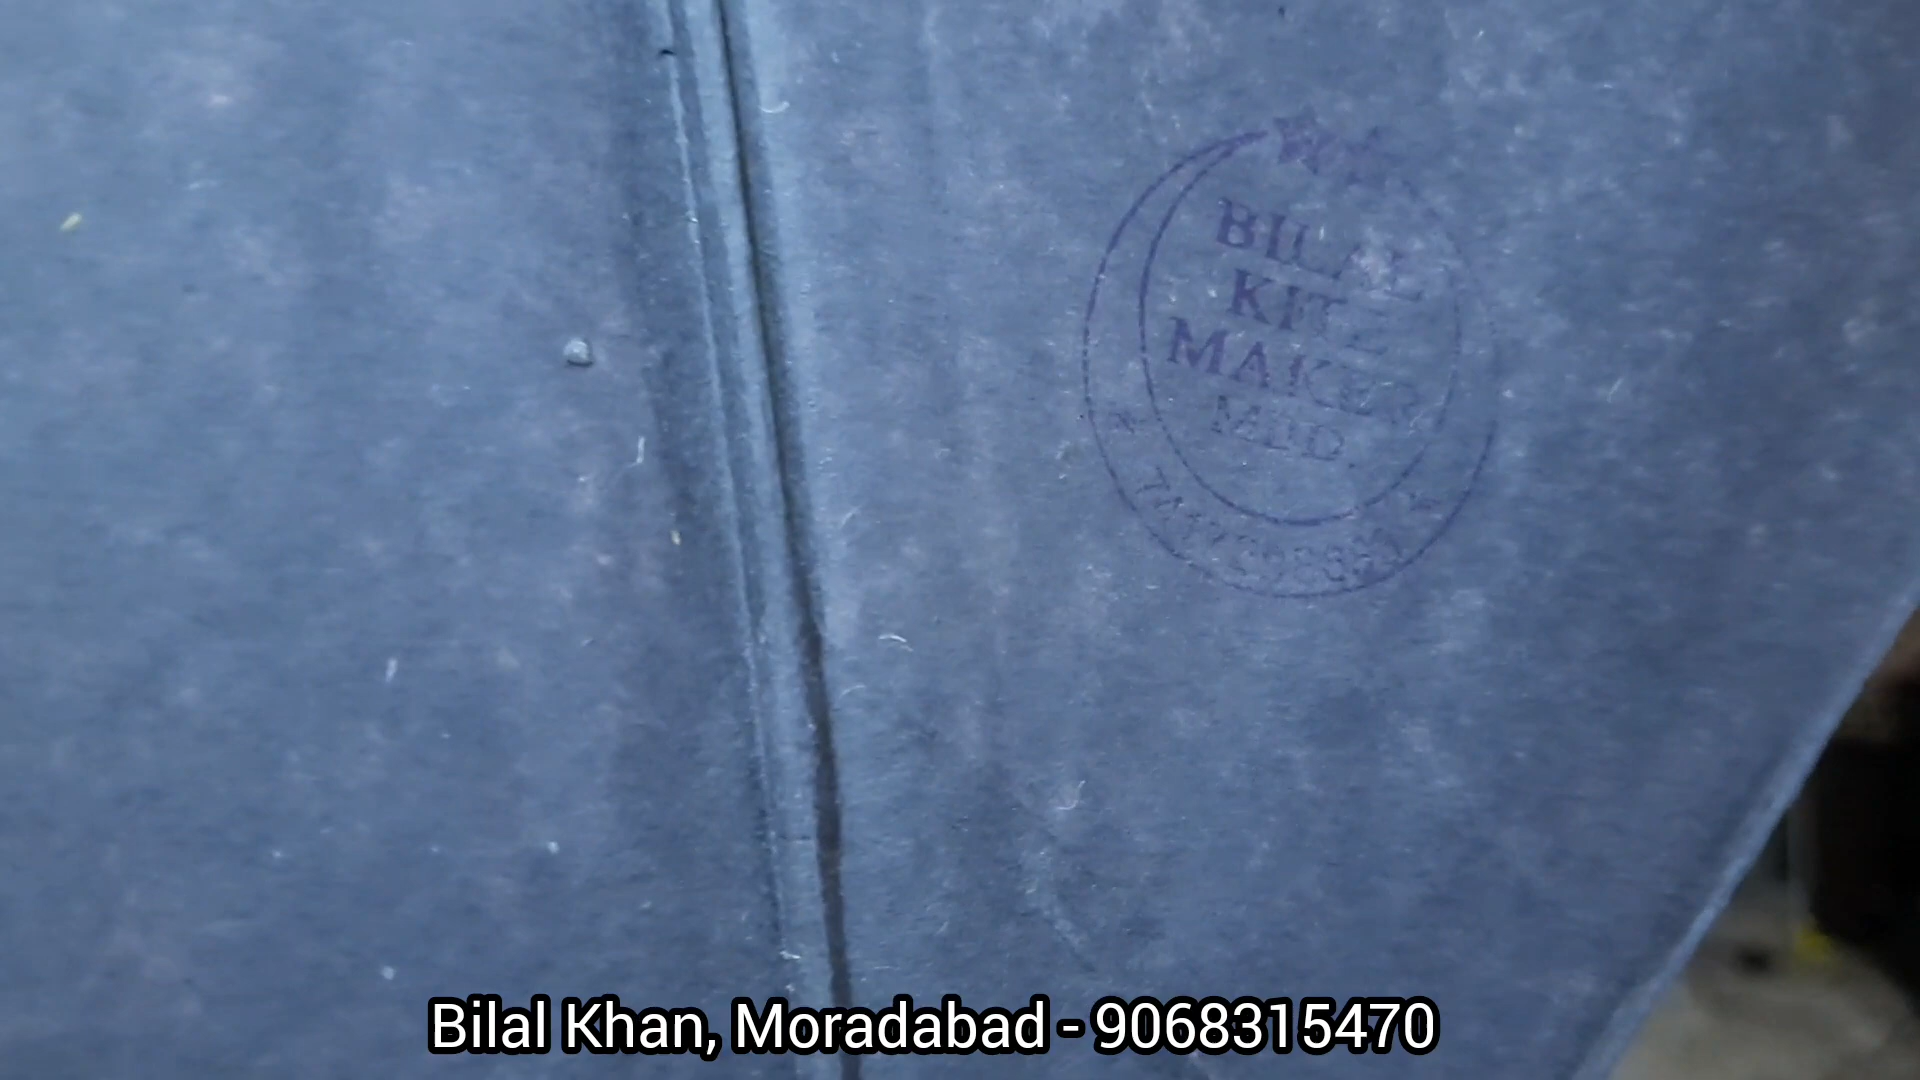 BILAL
KITE
MAKER
MBD.
Bilal Khan, Moradabad - 9068315470